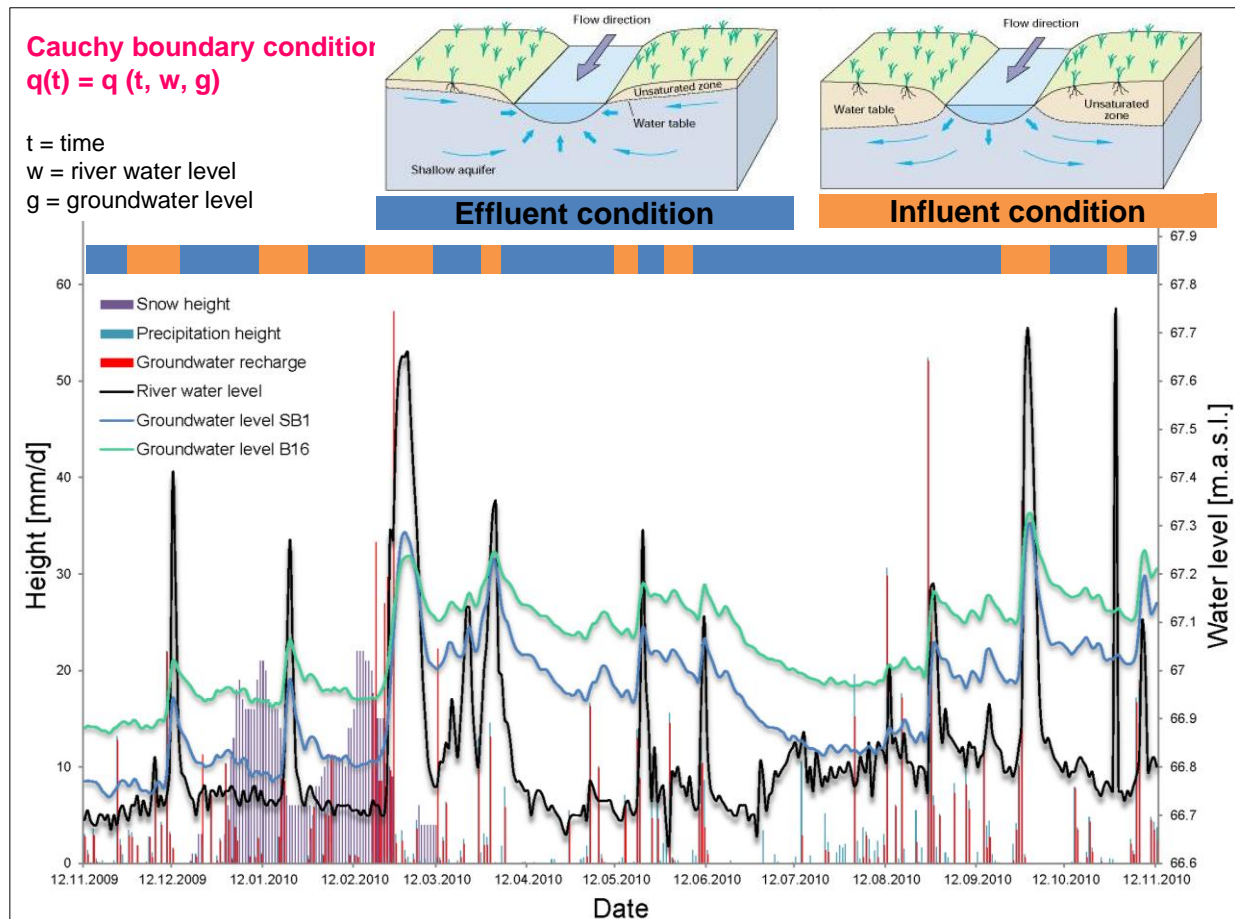 Cauchy boundary condition
q(t) = q (t, w, g)
t = time
w = river water level
g = groundwater level
Flow direction
Unsaturated zone
Water table
Shallow aquifer
Effluent condition
Flow direction
Water table
Unsaturated
zone
Influent condition
Snow height
Precipitation height
Groundwater recharge
River water level
Groundwater level SB1
Groundwater level B16
Height [mm/d]
60
50
40
30
20
10
0
Water level [m.a.s.l.]
67.9
67.8
67.7
67.6
67.5
67.4
67.3
67.2
67.1
67
66.9
66.8
66.7
66.6
12.11.2009 12.12.2009 12.01.2010 12.02.2010 12.03.2010 12.04.2010 12.05.2010 12.06.2010 12.07.2010 12.08.2010 12.09.2010 12.10.2010 12.11.2010
Date